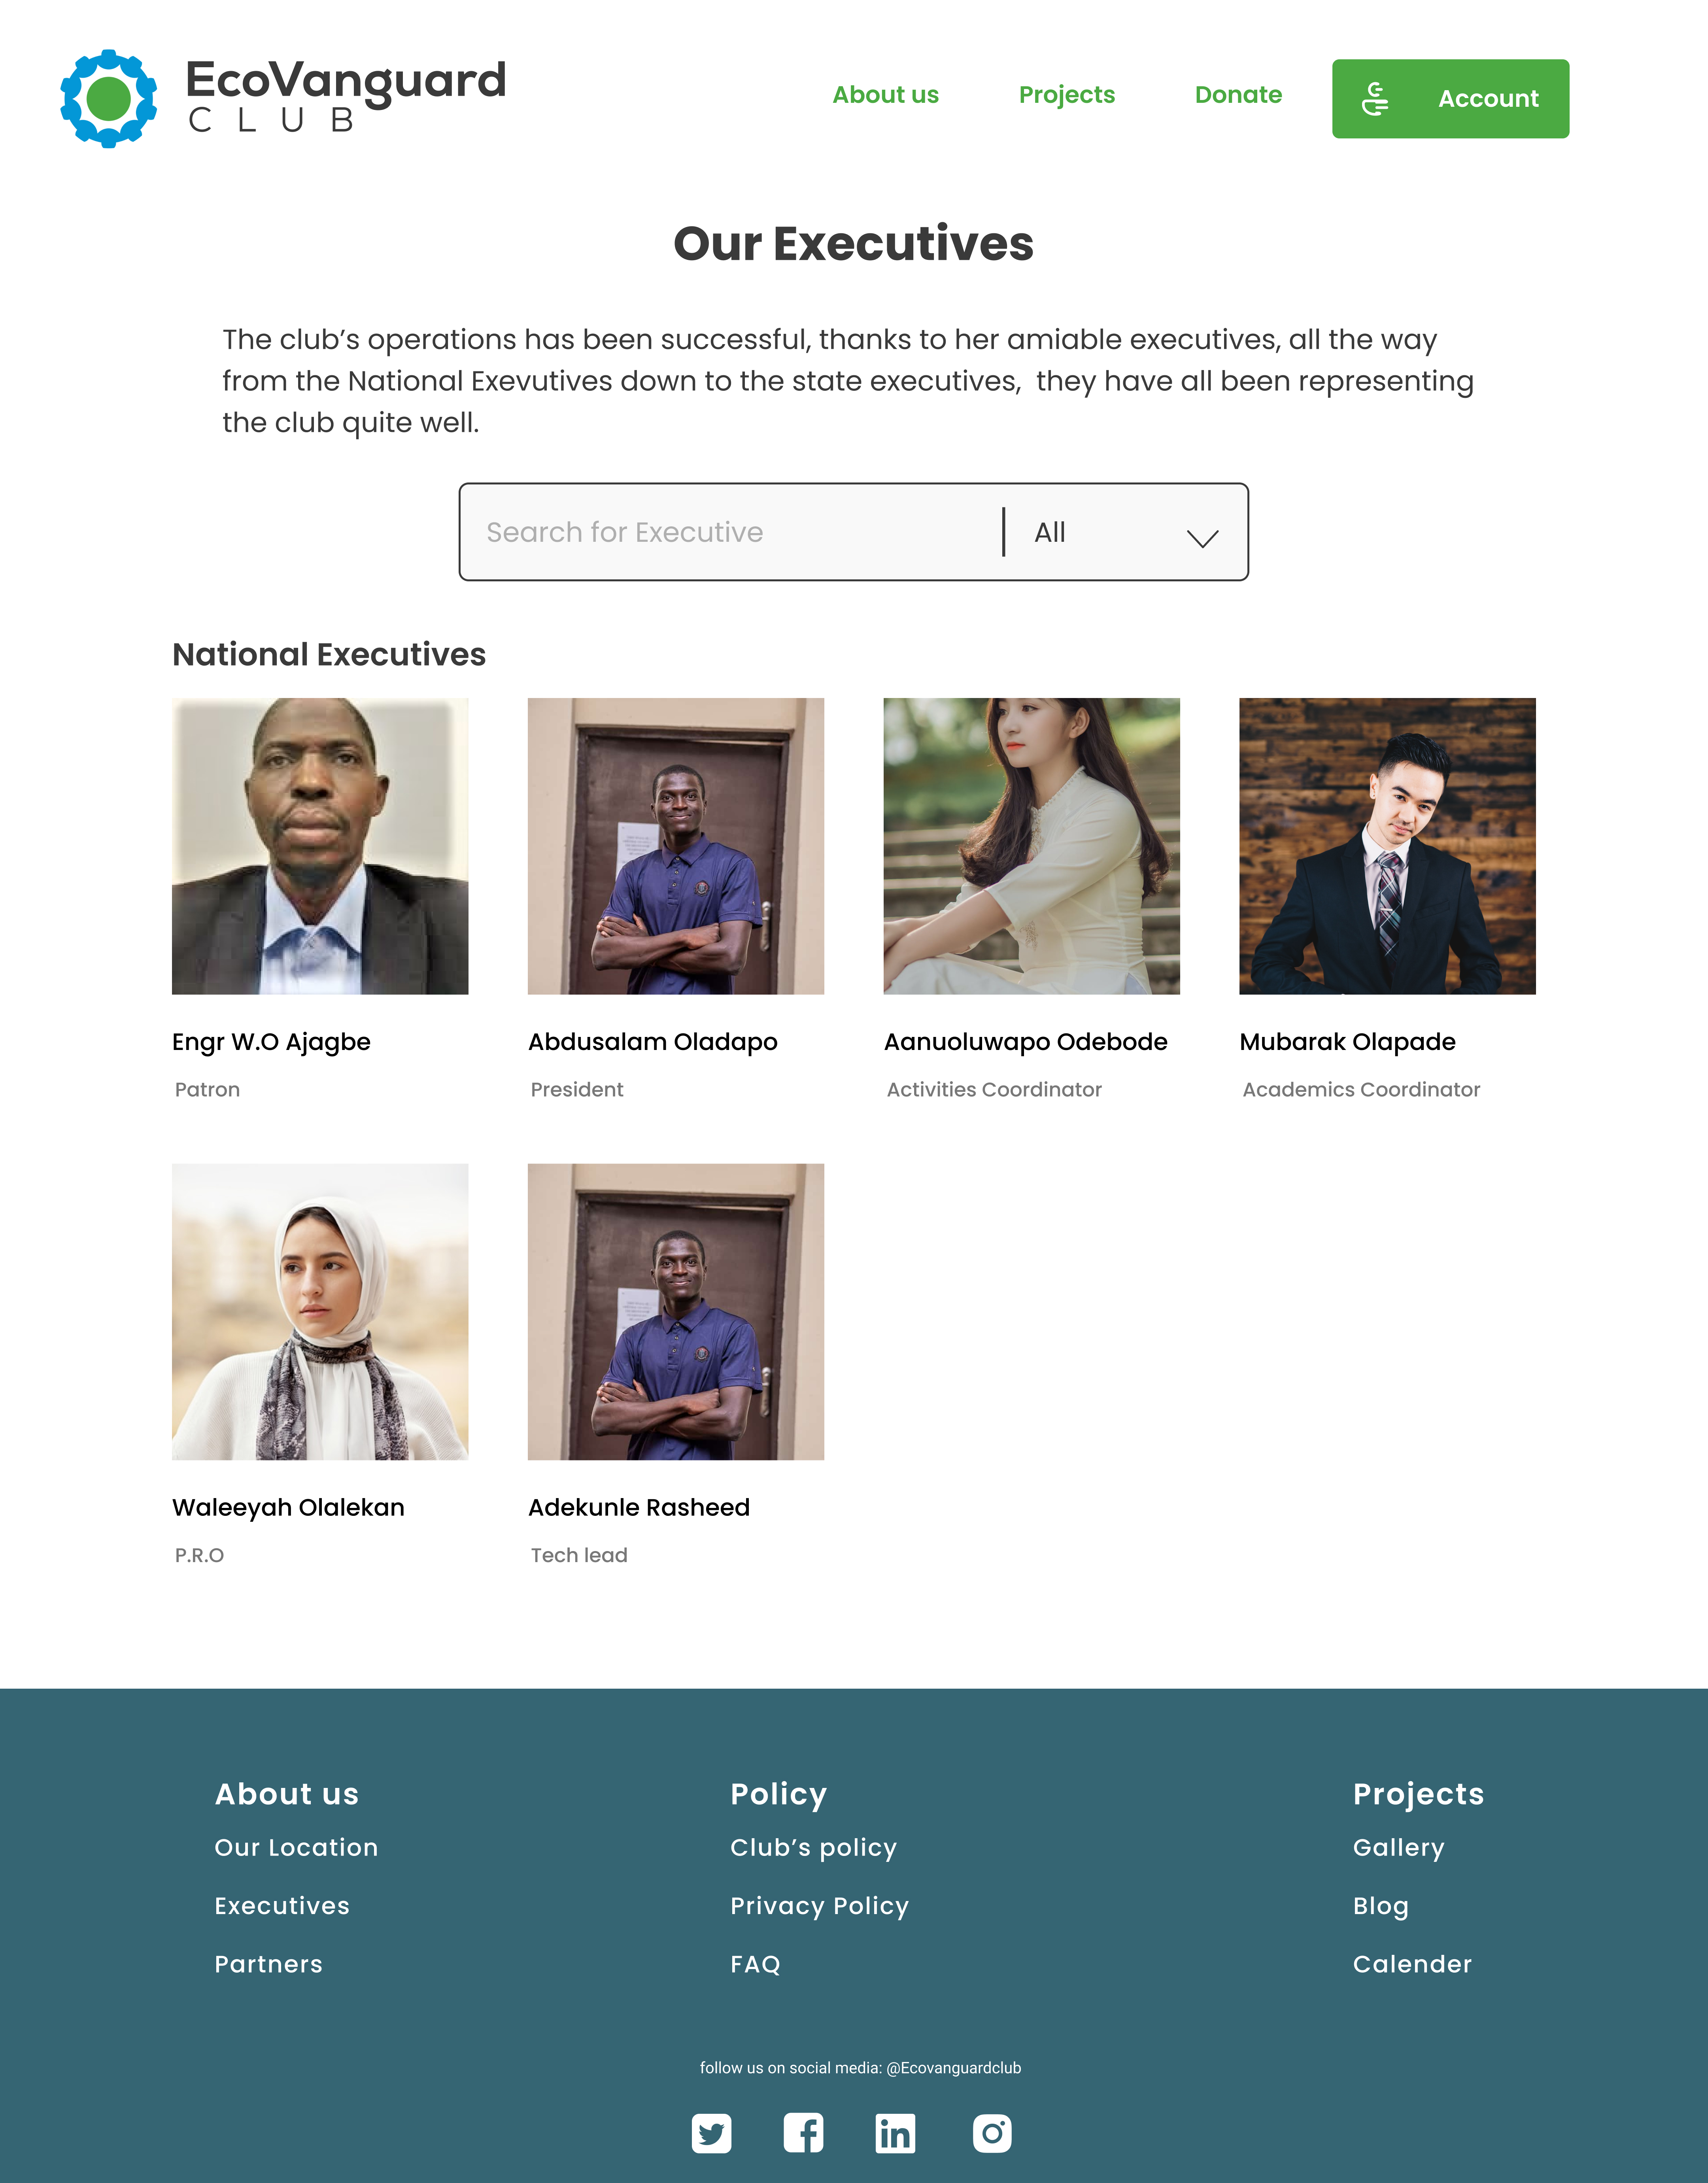 EcoVanguard
CLUB
About us
Projects
Donate
Account
Our Executives
The club’s operations has been successful, thanks to her amiable executives, all the way
from the National Exevutives down to the state executives,  they have all been representing
the club quite well.
Search for Executive
All
National Executives
Engr W.O Ajagbe
Patron
Abdusalam Oladapo
President
Aanuoluwapo Odebode
Activities Coordinator
Mubarak Olapade
Academics Coordinator
Waleeyah Olalekan
P.R.O
Adekunle Rasheed
Tech lead
About us
Our Location
Executives
Partners
Policy
Club’s policy
Privacy Policy
FAQ
Projects
Gallery
Blog
Calender
follow us on social media: @Ecovanguardclub